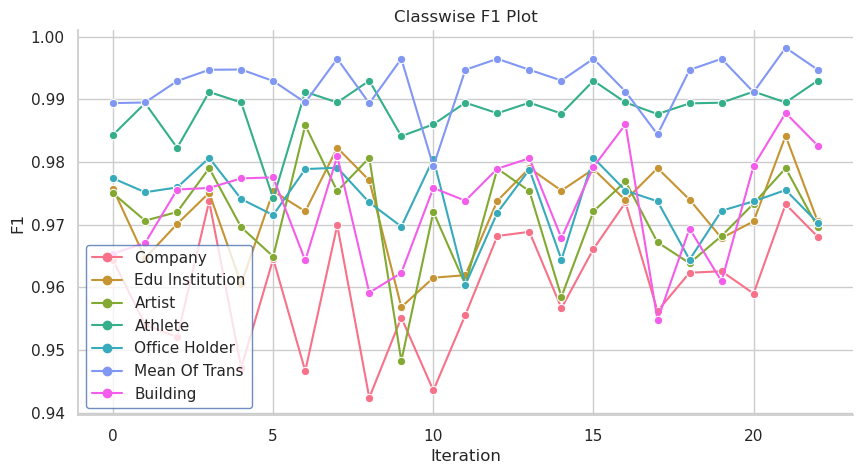 Classwise F1 Plot
1.00
0.99
0.98
0.97
0.96
0.95
0.94
F1
Company
Edu Institution
Artist
Athlete
Office Holder
Mean Of Trans
Building
0 5 10 15 20
Iteration